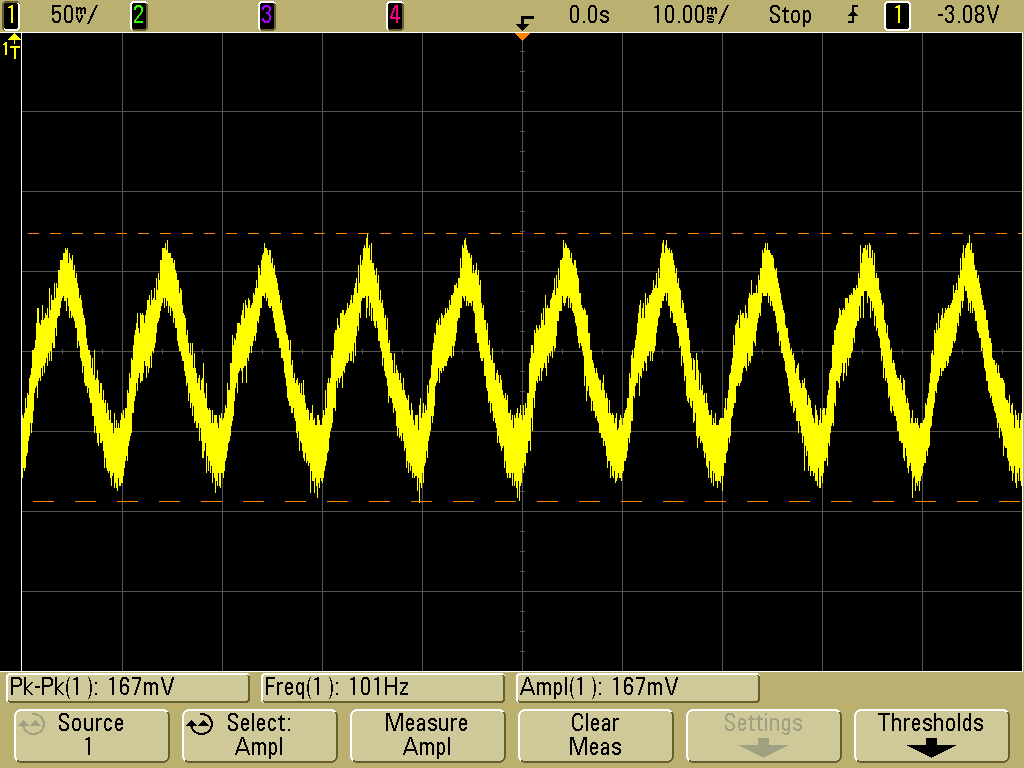 1 50mV/ 2 3 4 0.0s 10.00ms/ Stop 1 -3.08V
1T
Pk-Pk(1): 167mV Freq(1): 101Hz Ampl(1): 167mV
Source Select: Measure Clear Settings Thresholds
1 Ampl Ampl Meas